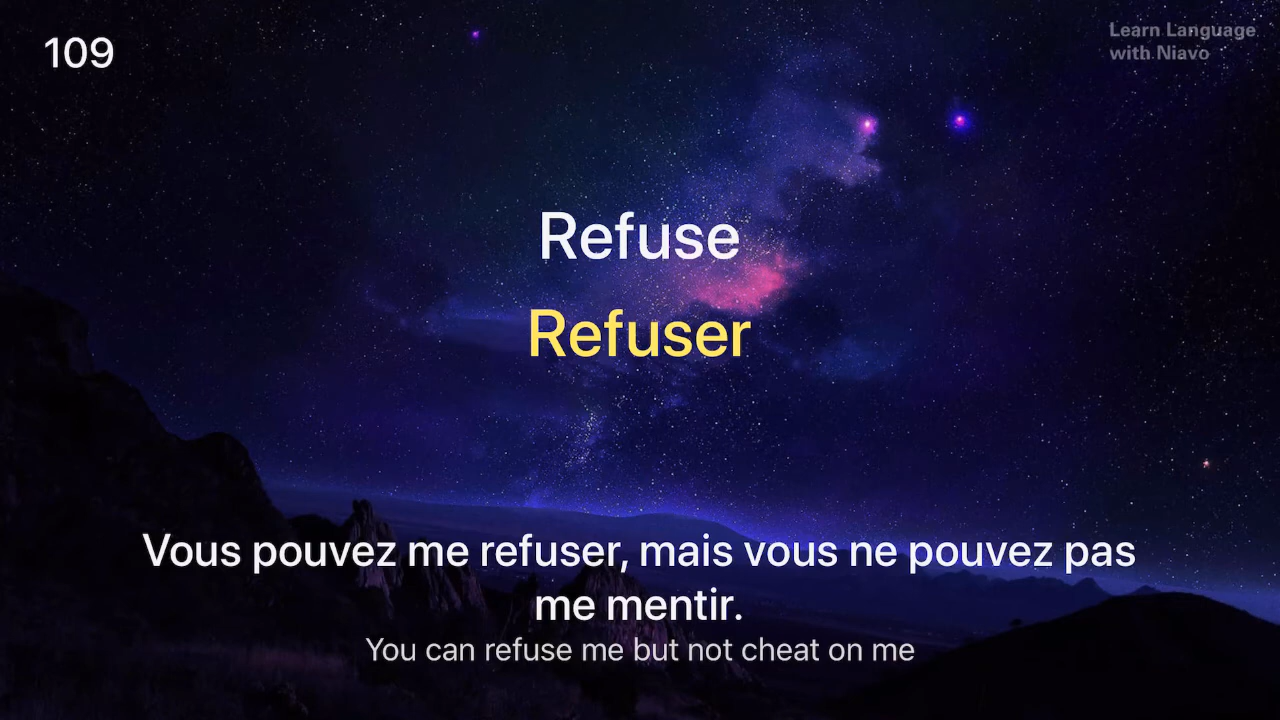 109
Learn Language
with Niavo
Refuse
Refuser
Vous pouvez me refuser, mais vous ne pouvez pas
me mentir.
You can refuse me but not cheat on me